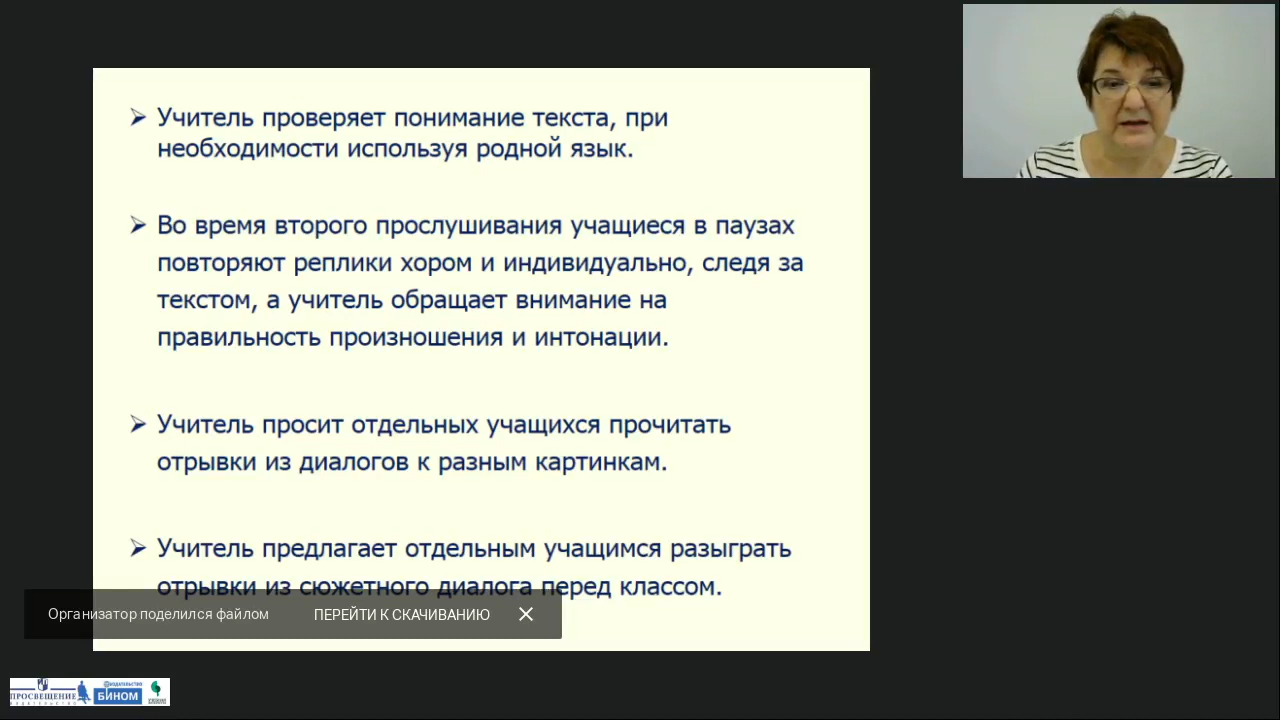 Учитель проверяет понимание текста, при
необходимости используя родной язык.
Во время второго прослушивания учащиеся в паузах
повторяют реплики хором и индивидуально, следя за
текстом, а учитель обращает внимание на
правильность произношения и интонации.
Учитель просит отдельных учащихся прочитать
отрывки из диалогов к разным картинкам.
Учитель предлагает отдельным учащимся разыграть
отрывки из сюжетного диалога перед классом.
Организатор поделился файлом ПЕРЕЙТИ К СКАЧИВАНИЮ
ПРОСВЕЩЕНИЕ
ИЗДАТЕЛЬСТВО
ИЗДАТЕЛЬСТВО
БИНОМ